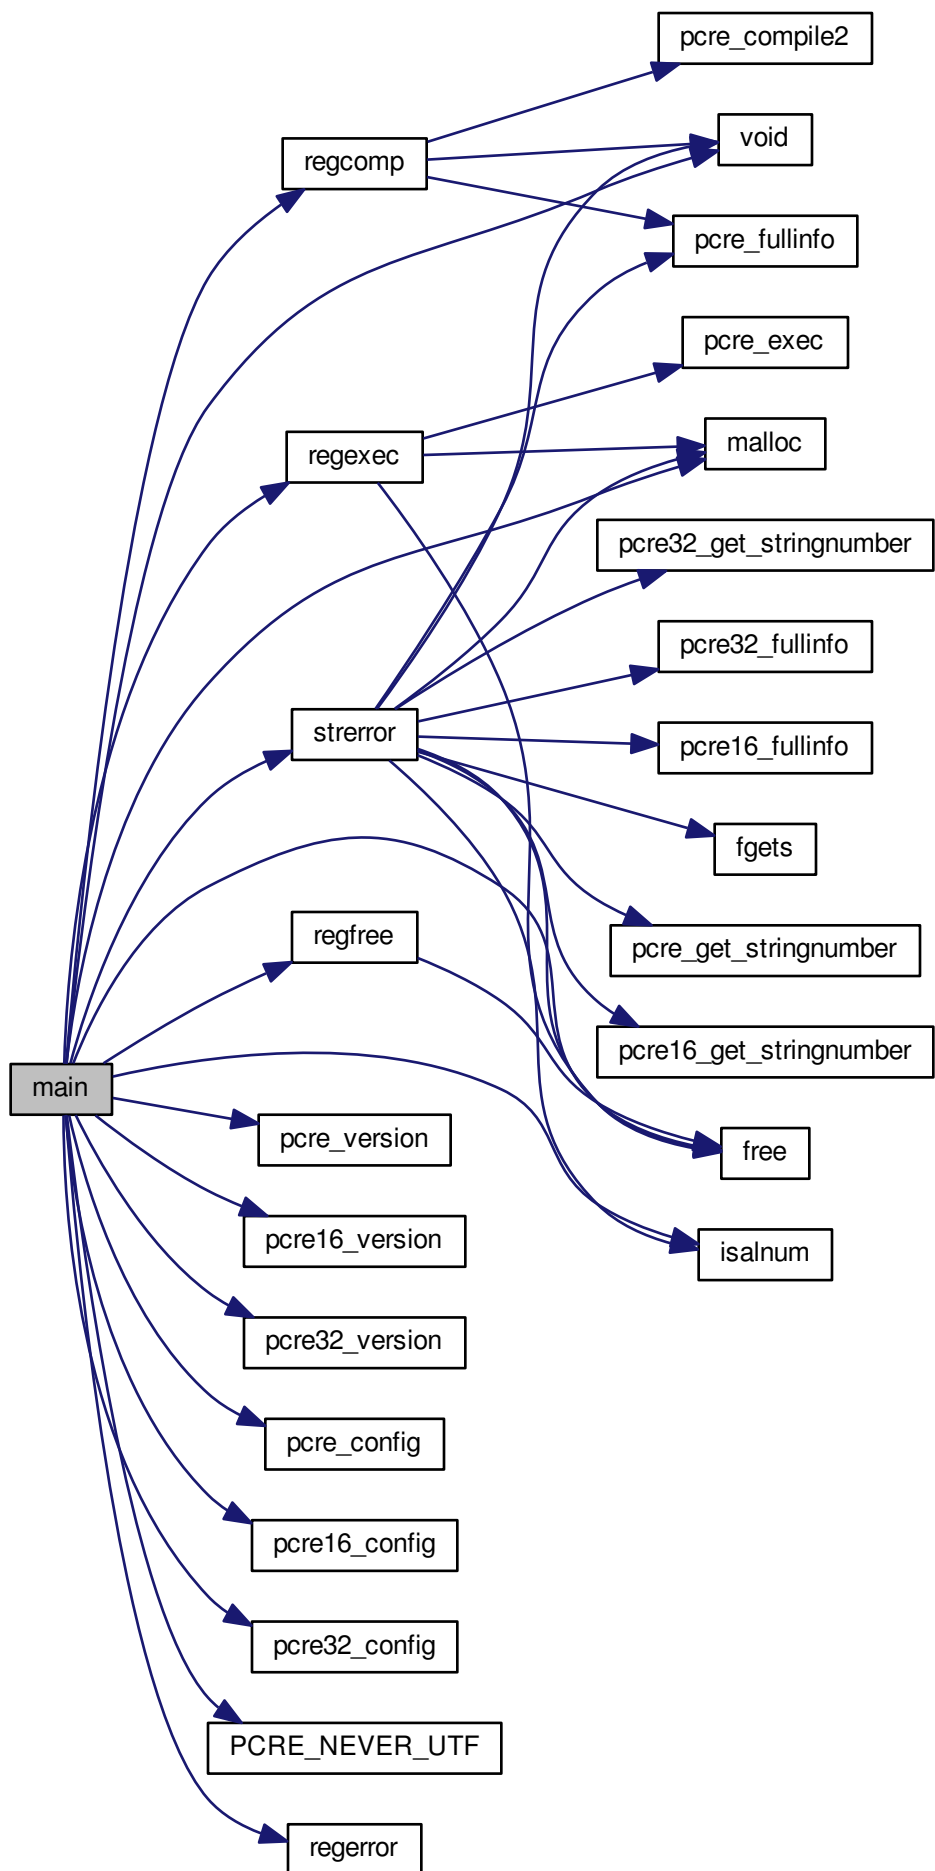 pcre_compile2
void
regcomp
pcre_fullinfo
pcre_exec
malloc
regexec
pcre32_get_stringnumber
pcre32_fullinfo
strerror
pcre16_fullinfo
fgets
regfree
pcre_get_stringnumber
pcre16_get_stringnumber
main
pcre_version
free
pcre16_version
isalnum
pcre32_version
pcre_config
pcre16_config
pcre32_config
PCRE_NEVER_UTF
regerror